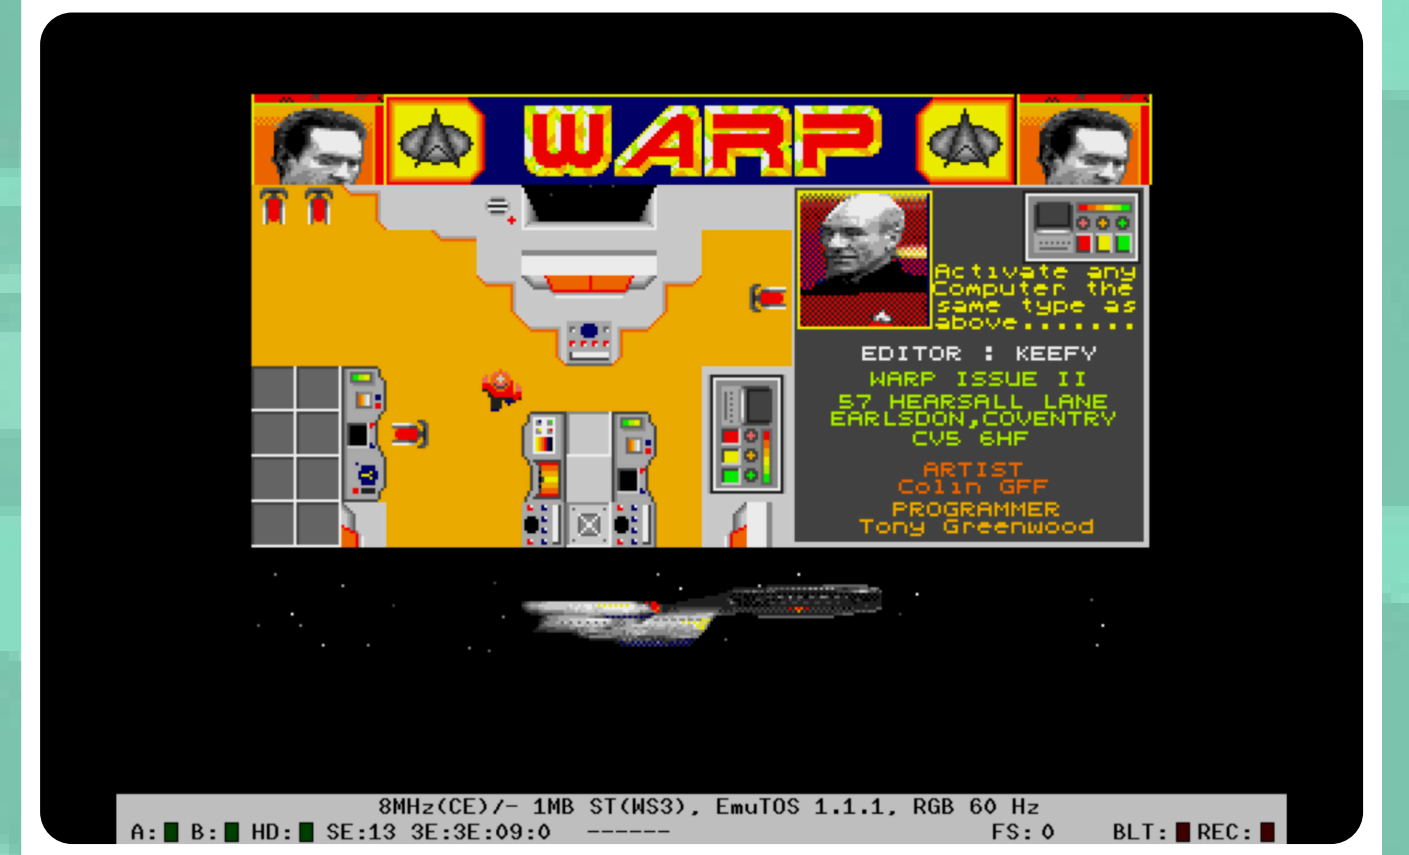 WARP
Activate any
Computer the
same type as
above.......
EDITOR : KEEFY
WARP ISSUE II
57 HEARSALL LANE
EARLSDON,COVENTRY
CV5 6HF
ARTIST
Colin GFF
PROGRAMMER
Tony Greenwood
8MHz(CE)/- 1MB ST(WS3), EmuTOS 1.1.1, RGB 60 Hz
A: B: HD: SE:13 3E:3E:09:0 ------ FS: 0 BLT: REC: